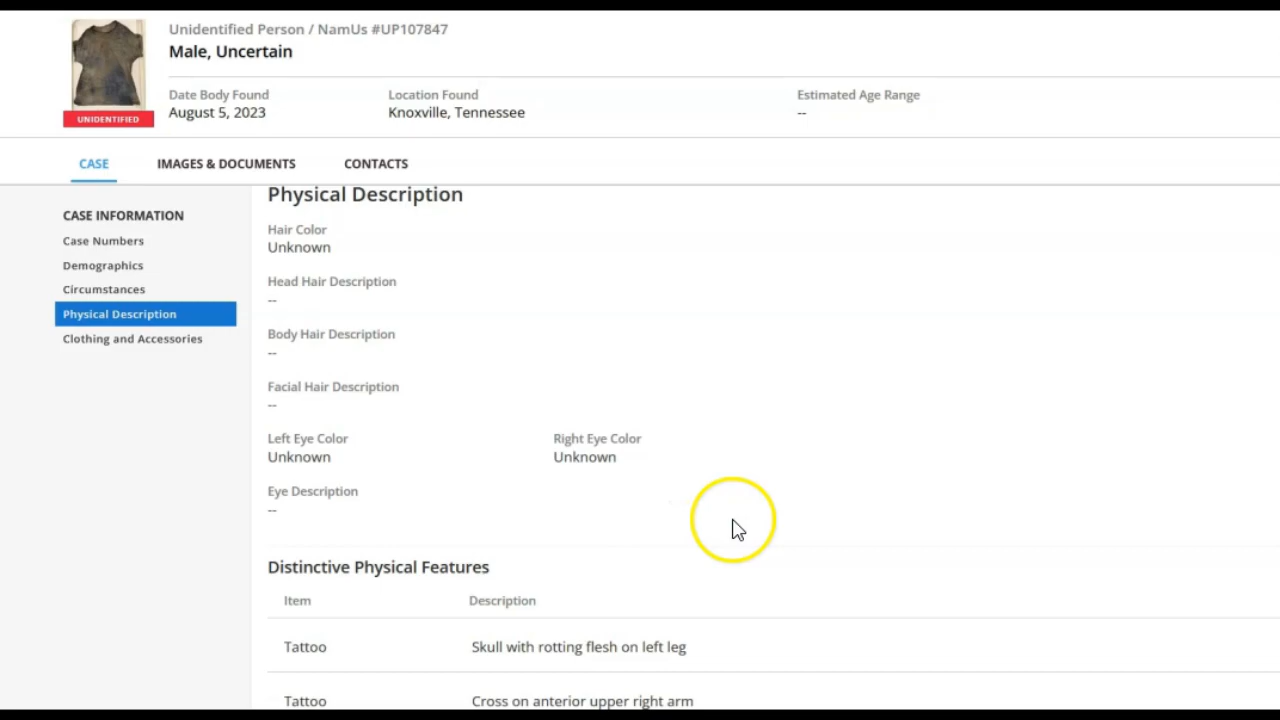 Unidentified Person / NamUs #UP107847
Male, Uncertain
UNIDENTIFIED
Date Body Found
August 5, 2023
Location Found
Knoxville, Tennessee
Estimated Age Range
--
CASE
IMAGES & DOCUMENTS
CONTACTS
CASE INFORMATION
Case Numbers
Demographics
Circumstances
Physical Description
Clothing and Accessories
Physical Description
Hair Color
Unknown
Head Hair Description
--
Body Hair Description
--
Facial Hair Description
--
Left Eye Color
Unknown
Right Eye Color
Unknown
Eye Description
--
Distinctive Physical Features
Item Description
Tattoo Skull with rotting flesh on left leg
Tattoo Cross on anterior upper right arm